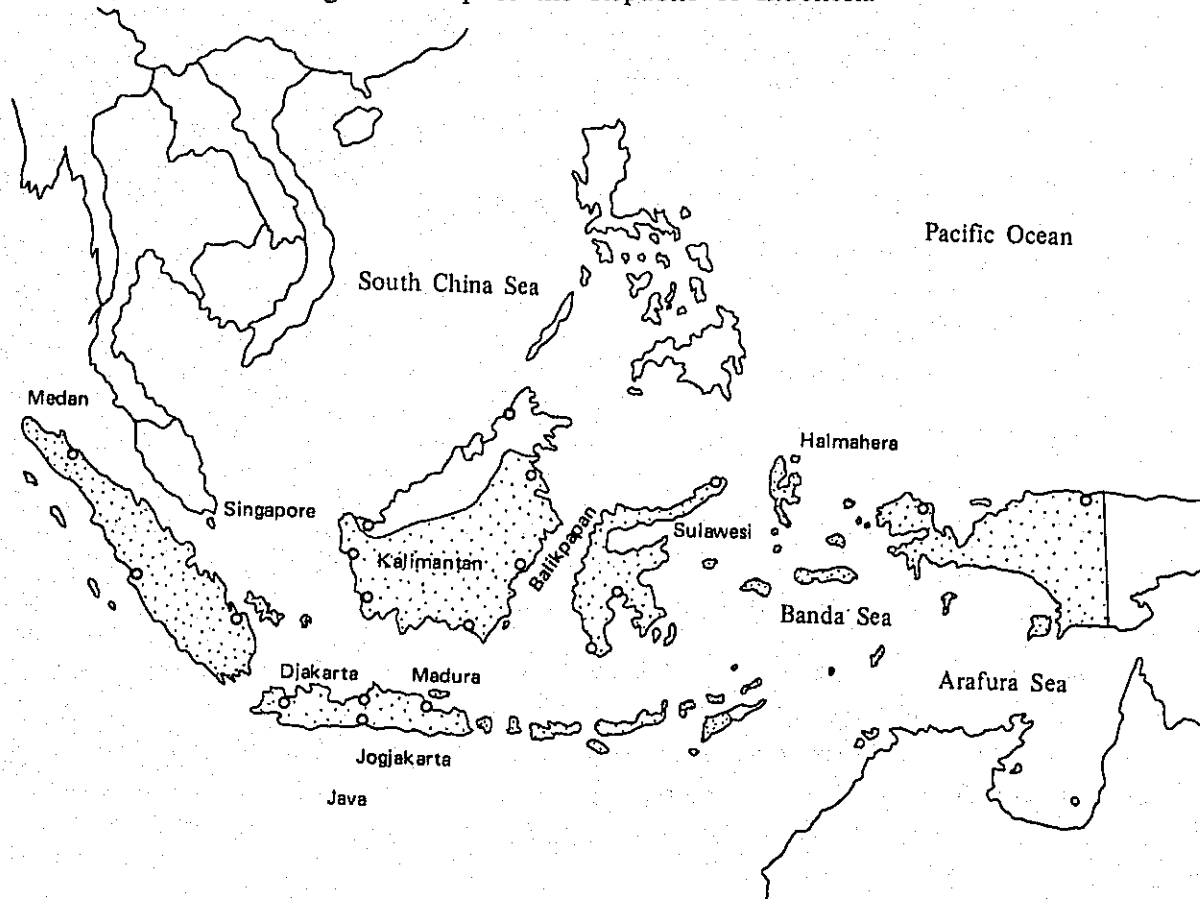 Pacific Ocean
South China Sea
Medan
Halmahera
Singapore
Sulawesi
Kalimantan
Balikpapan
Banda Sea
Djakarta
Madura
Arafura Sea
Jogjakarta
Java